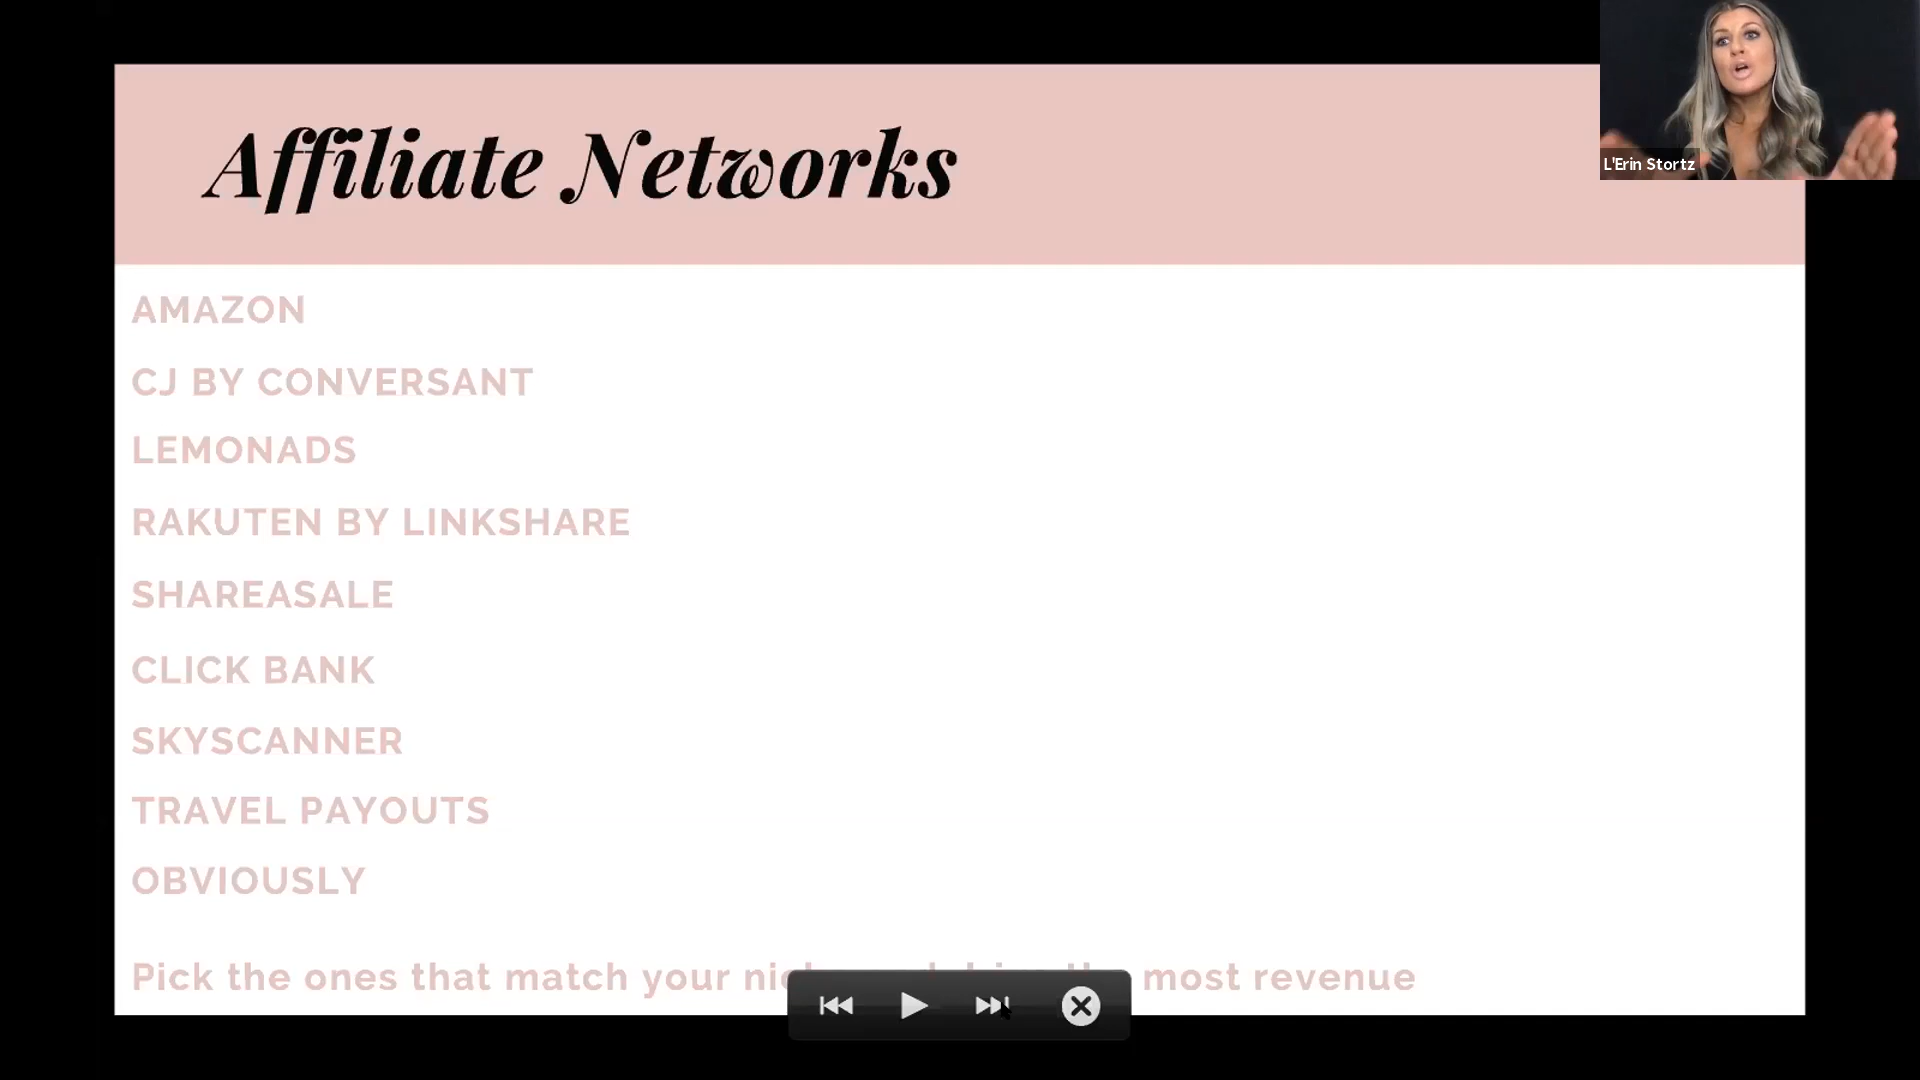 Affiliate Networks
L'Erin Stortz
AMAZON
CJ BY CONVERSANT
LEMONADS
RAKUTEN BY LINKSHARE
SHAREASALE
CLICK BANK
SKYSCANNER
TRAVEL PAYOUTS
OBVIOUSLY
Pick the ones that match your most revenue